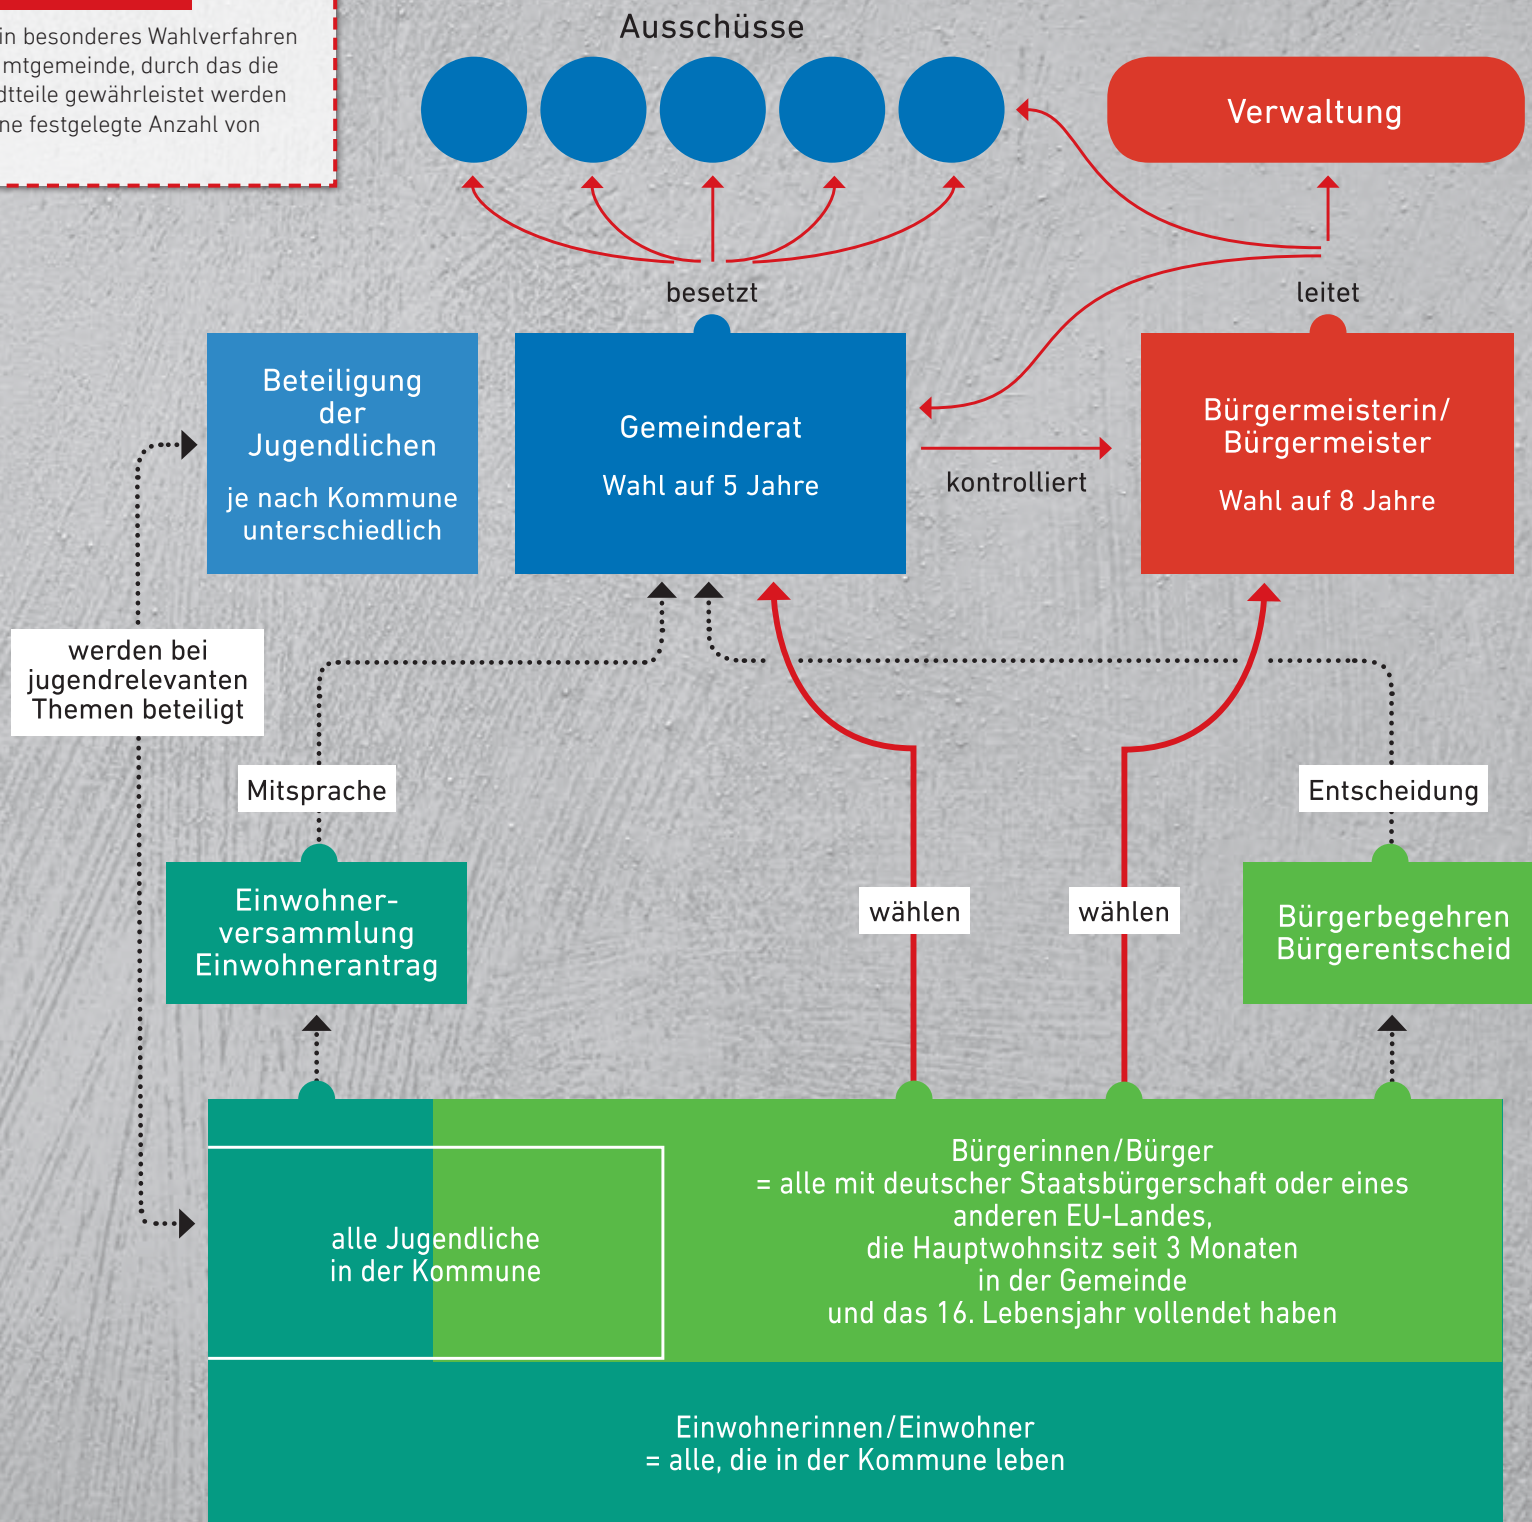 in besonderes Wahlverfahren
mtgemeinde, durch das die
dtteile gewährleistet werden
ne festgelegte Anzahl von
Ausschüsse
Verwaltung
besetzt
leitet
Beteiligung
der
Jugendlichen
je nach Kommune
unterschiedlich
Gemeinderat
Wahl auf 5 Jahre
kontrolliert
Bürgermeisterin/
Bürgermeister
Wahl auf 8 Jahre
werden bei
jugendrelevanten
Themen beteiligt
Mitsprache
Entscheidung
Einwohner-
versammlung
Einwohnerantrag
wählen
wählen
Bürgerbegehren
Bürgerentscheid
alle Jugendliche
in der Kommune
Bürgerinnen/Bürger
= alle mit deutscher Staatsbürgerschaft oder eines
anderen EU-Landes,
die Hauptwohnsitz seit 3 Monaten
in der Gemeinde
und das 16. Lebensjahr vollendet haben
Einwohnerinnen/Einwohner
= alle, die in der Kommune leben